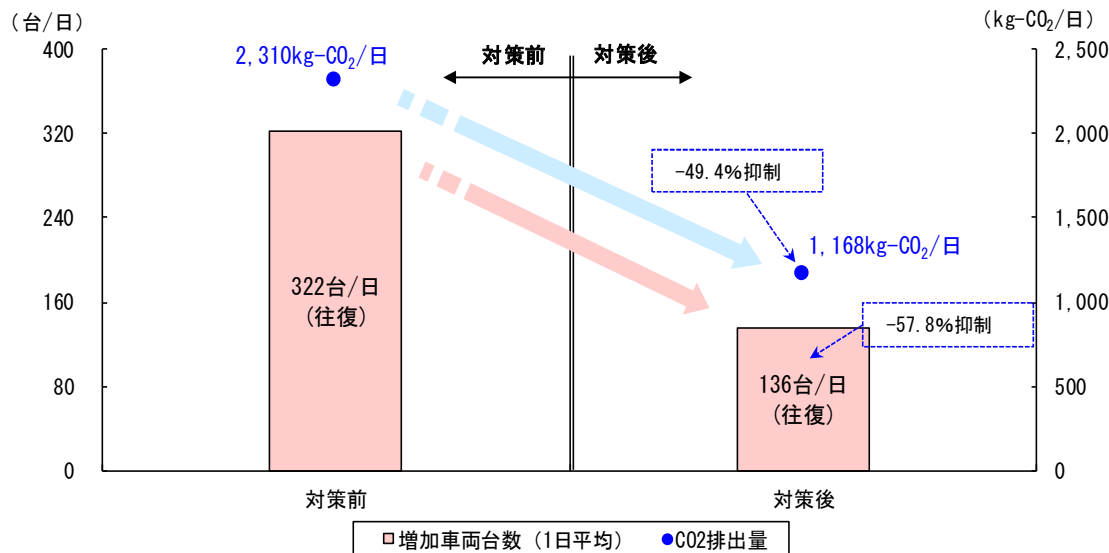 (台/日)
(kg-CO₂/日)
400
320
240
160
80
0
2,500
2,000
1,500
1,000
500
0
対策前
対策後
2,310kg-CO₂/日
-49.4%抑制
1,168kg-CO₂/日
322台/日
(往復)
-57.8%抑制
136台/日
(往復)
対策前
対策後
増加車両台数（1日平均）
CO2排出量